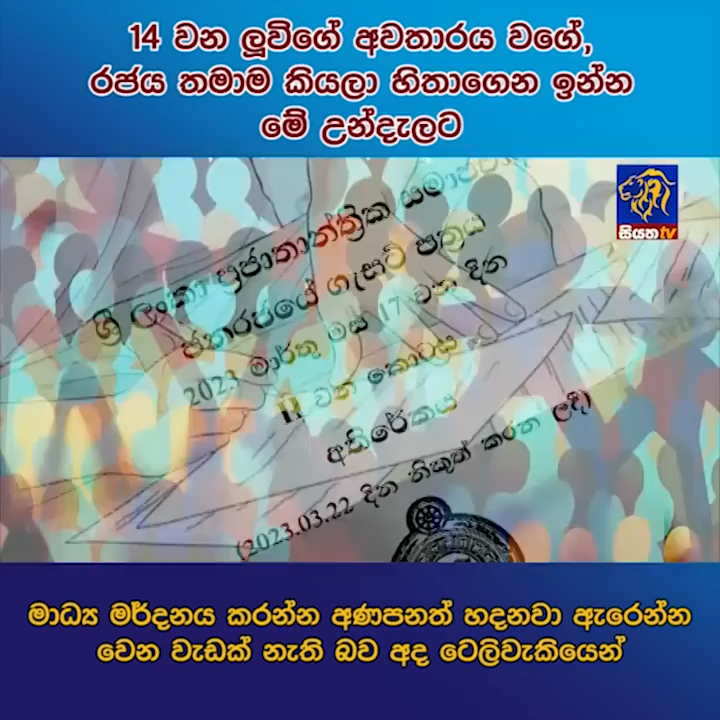 14 වන ලූවිගේ අවතාරය වගේ,
රජය තමාම කියලා හිතාගෙන ඉන්න
මේ උන්දැලට
සියත tv
ශ්‍රී ලංකා ප්‍රජාතාන්ත්‍රික සමාජවාදී
ජනරජයේ ගැසට් පත්‍රය
2023 මාර්තු මස 17 වන දින
II වන කොටස
අතිරේකය
(2023.03.22 දින නිකුත් කරන ලදී)
මාධ්‍ය මර්දනය කරන්න අණපනත් හදනවා ඇරෙන්න
වෙන වැඩක් නැති බව අද ටෙලිවැකියෙන්